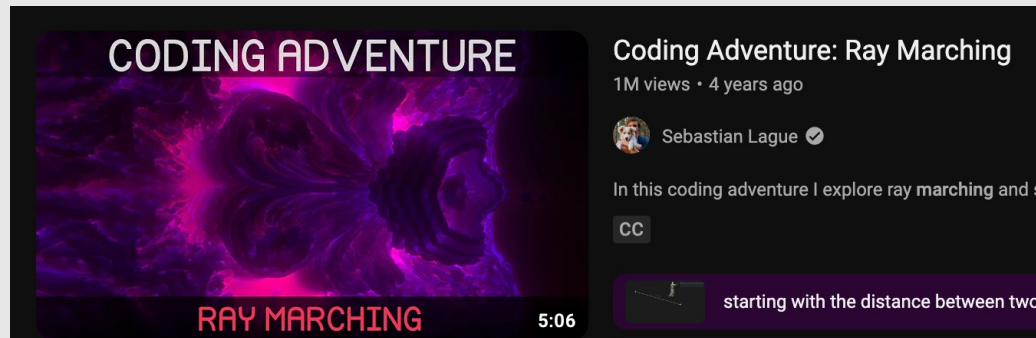 CODING ADVENTURE
RAY MARCHING
5:06
Coding Adventure: Ray Marching
1M views • 4 years ago
Sebastian Lague
In this coding adventure I explore ray marching and
CC
starting with the distance between two